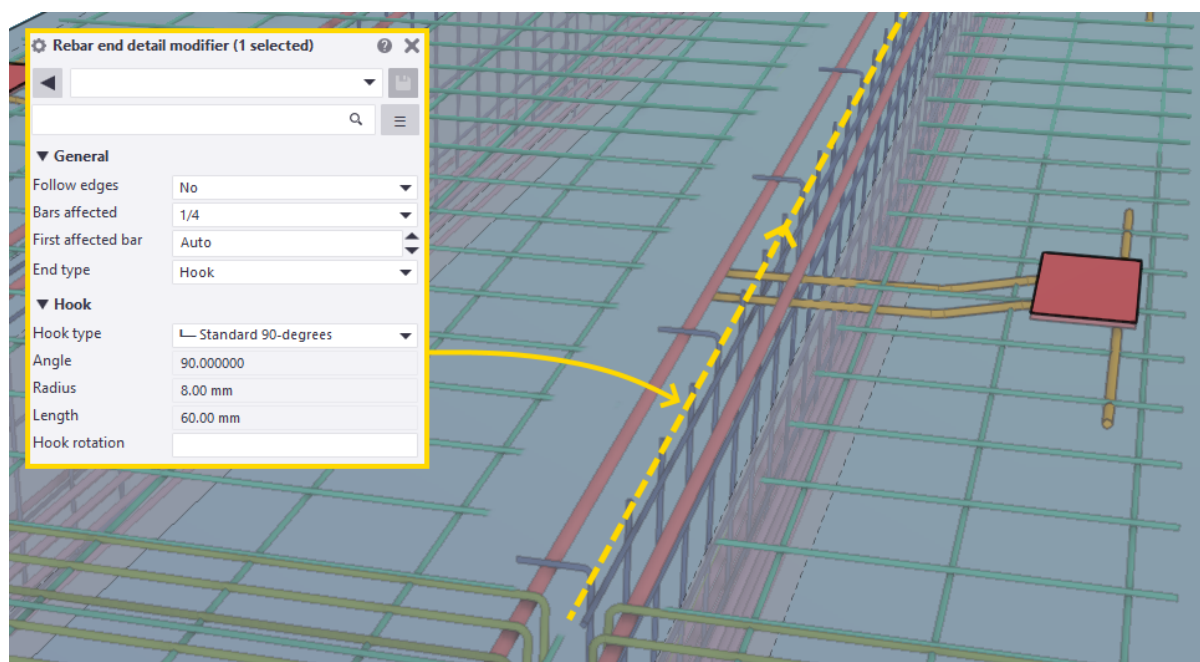 Rebar end detail modifier (1 selected)
General
Follow edges No
Bars affected 1/4
First affected bar Auto
End type Hook
Hook
Hook type Standard 90-degrees
Angle 90.000000
Radius 8.00 mm
Length 60.00 mm
Hook rotation